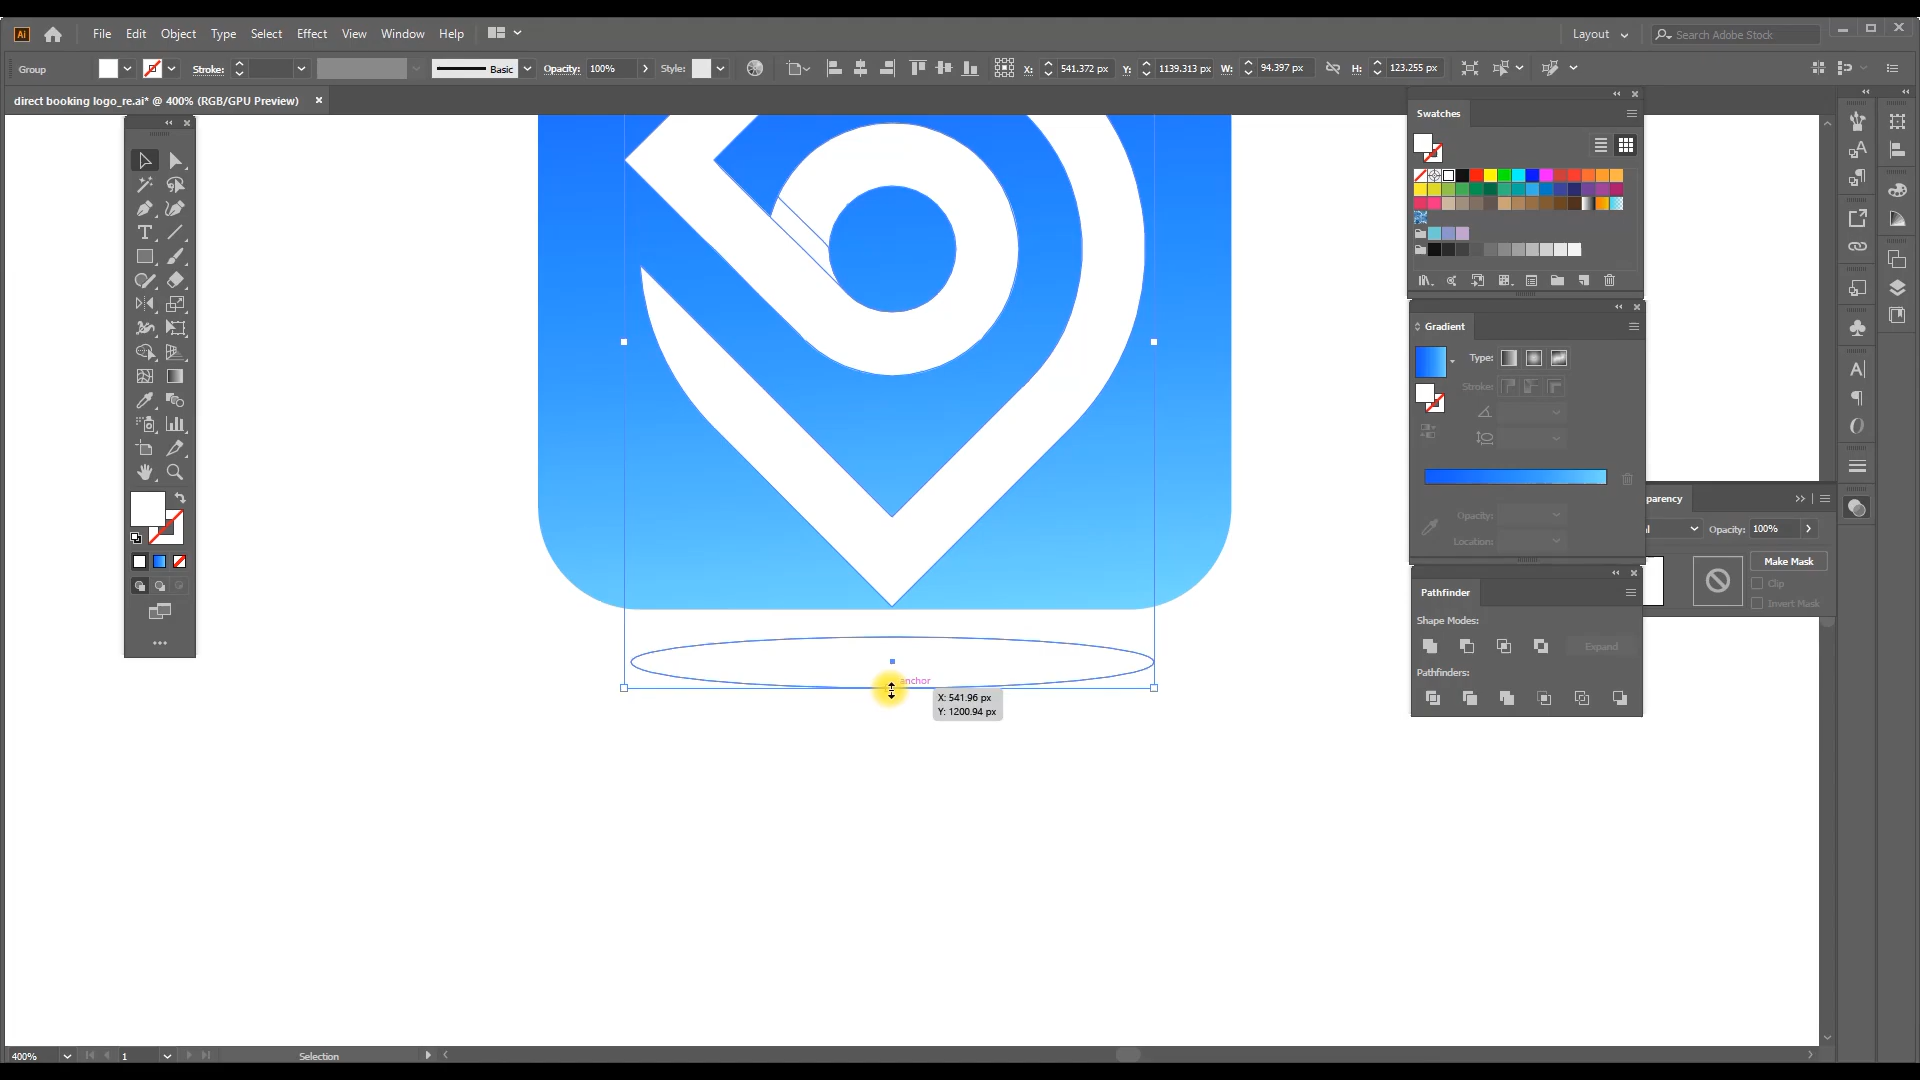 Ai File Edit Object Type Select Effect View Window Help Layout Search Adobe Stock
Group Stroke: Basic Opacity: 100% Style: X: 541.372 px Y: 1139.313 px W: 94.397 px H: 123.255 px
direct booking logo_re.ai* @ 400% (RGB/GPU Preview)
Swatches
Gradient
Type:
Stroke:
Opacity:
Location:
parency
Opacity: 100%
Make Mask
Clip
Invert Mask
Pathfinder
Shape Modes:
Expand
Pathfinders:
anchor
X: 541.96 px
Y: 1200.94 px
400% 1 Selection